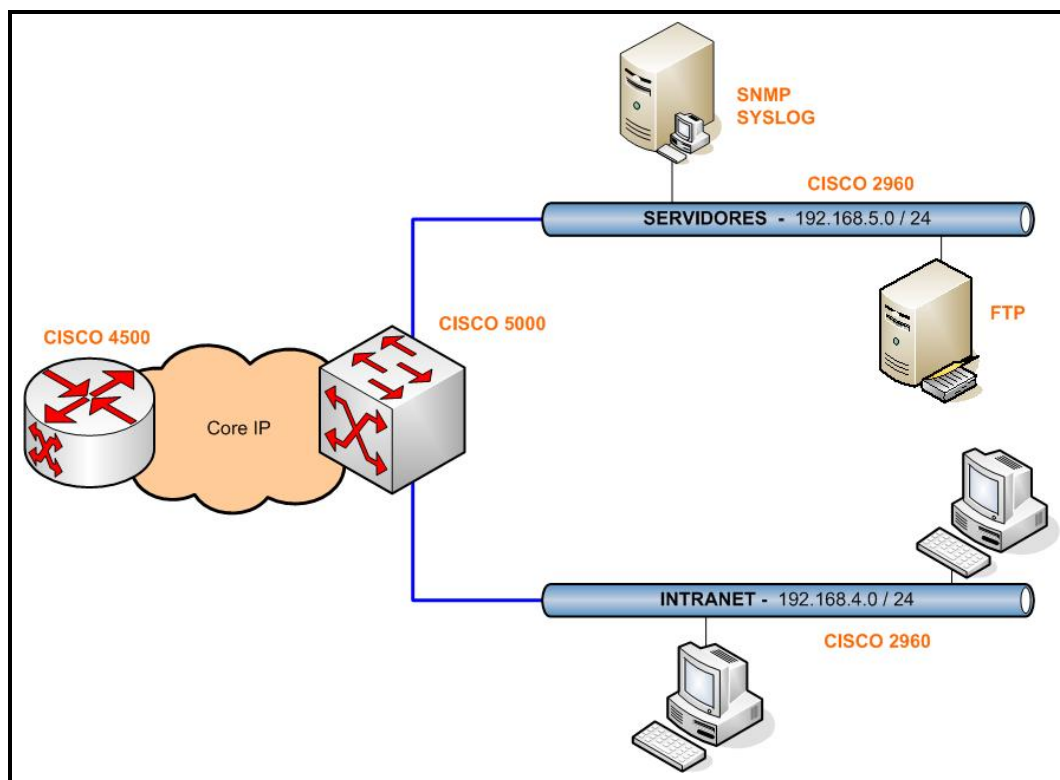 SNMP
SYSLOG
CISCO 2960
SERVIDORES - 192.168.5.0 / 24
CISCO 5000
FTP
CISCO 4500
Core IP
INTRANET - 192.168.4.0 / 24
CISCO 2960